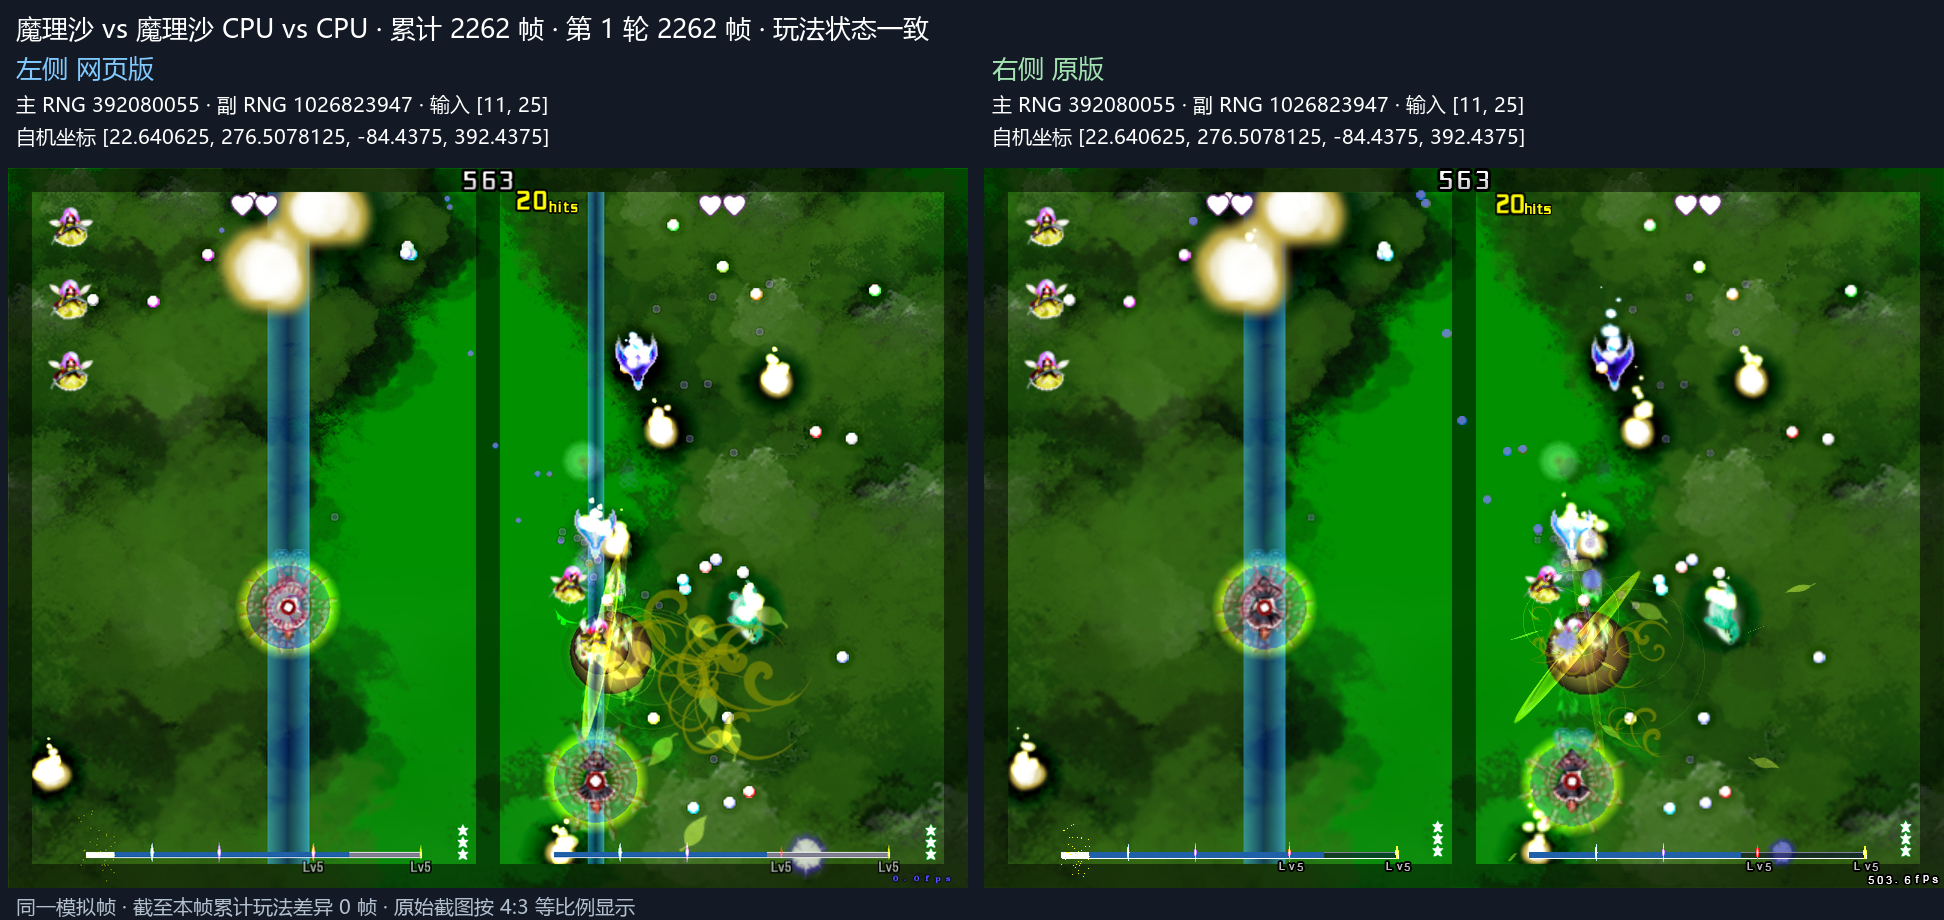 魔理沙 vs 魔理沙 CPU vs CPU · 累计 2262 帧 · 第 1 轮 2262 帧 · 玩法状态一致
左侧 网页版
主 RNG 392080055 · 副 RNG 1026823947 · 输入 [11, 25]
自机坐标 [22.640625, 276.5078125, -84.4375, 392.4375]
右侧 原版
主 RNG 392080055 · 副 RNG 1026823947 · 输入 [11, 25]
自机坐标 [22.640625, 276.5078125, -84.4375, 392.4375]
563
20hits
Lv5
Lv5
Lv5
Lv5
0.0fps
563
20hits
Lv5
Lv5
Lv5
Lv5
503.6fps
同一模拟帧 · 截至本帧累计玩法差异 0 帧 · 原始截图按 4:3 等比例显示